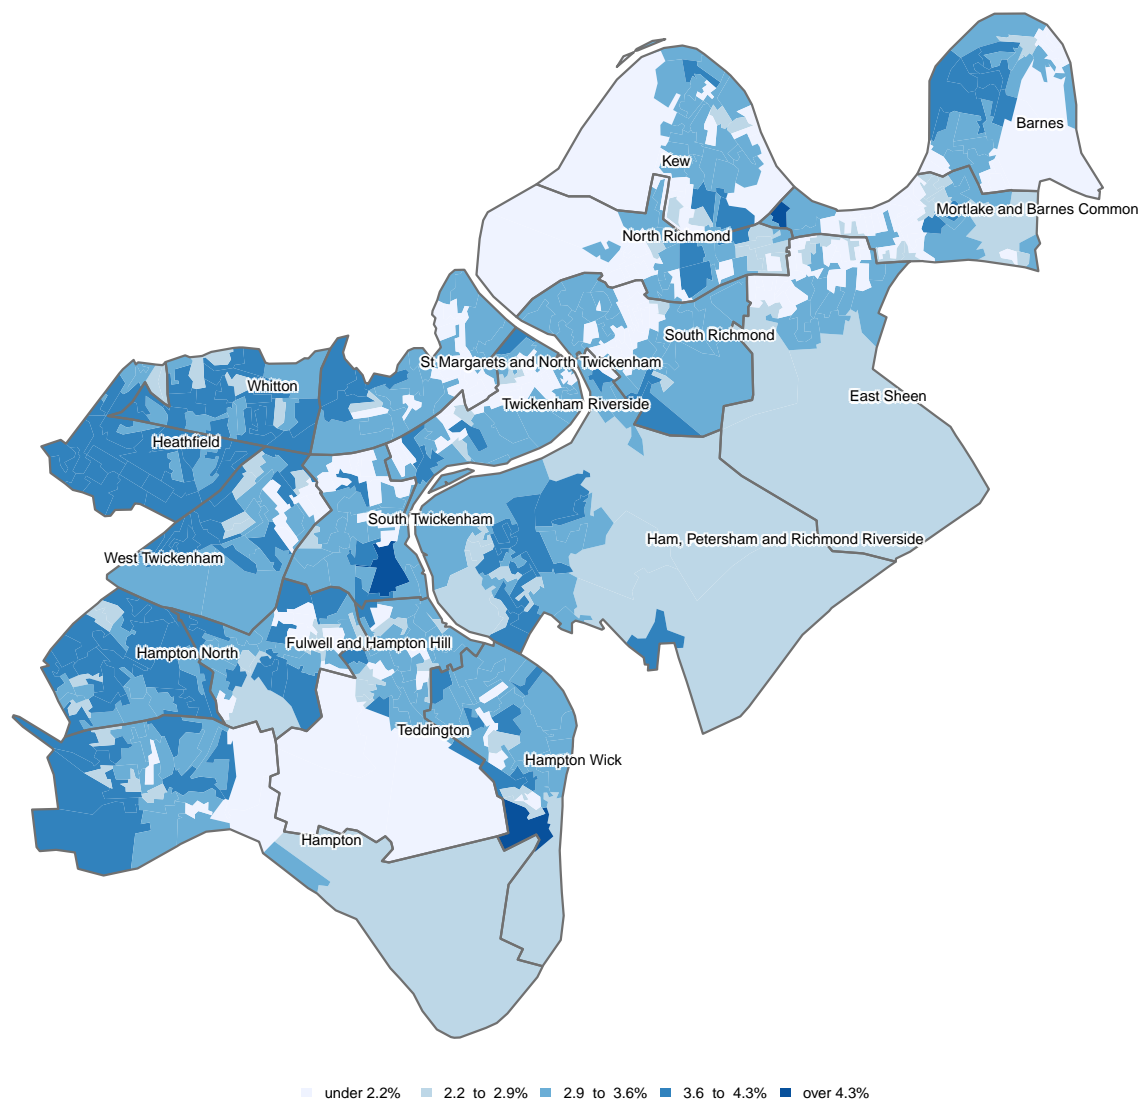 Barnes
Kew
Mortlake and Barnes Common
North Richmond
South Richmond
St Margarets and North Twickenham
Whitton
East Sheen
Twickenham Riverside
Heathfield
South Twickenham
Ham, Petersham and Richmond Riverside
West Twickenham
Fulwell and Hampton Hill
Hampton North
Teddington
Hampton Wick
Hampton
under 2.2% 2.2 to 2.9% 2.9 to 3.6% 3.6 to 4.3% over 4.3%